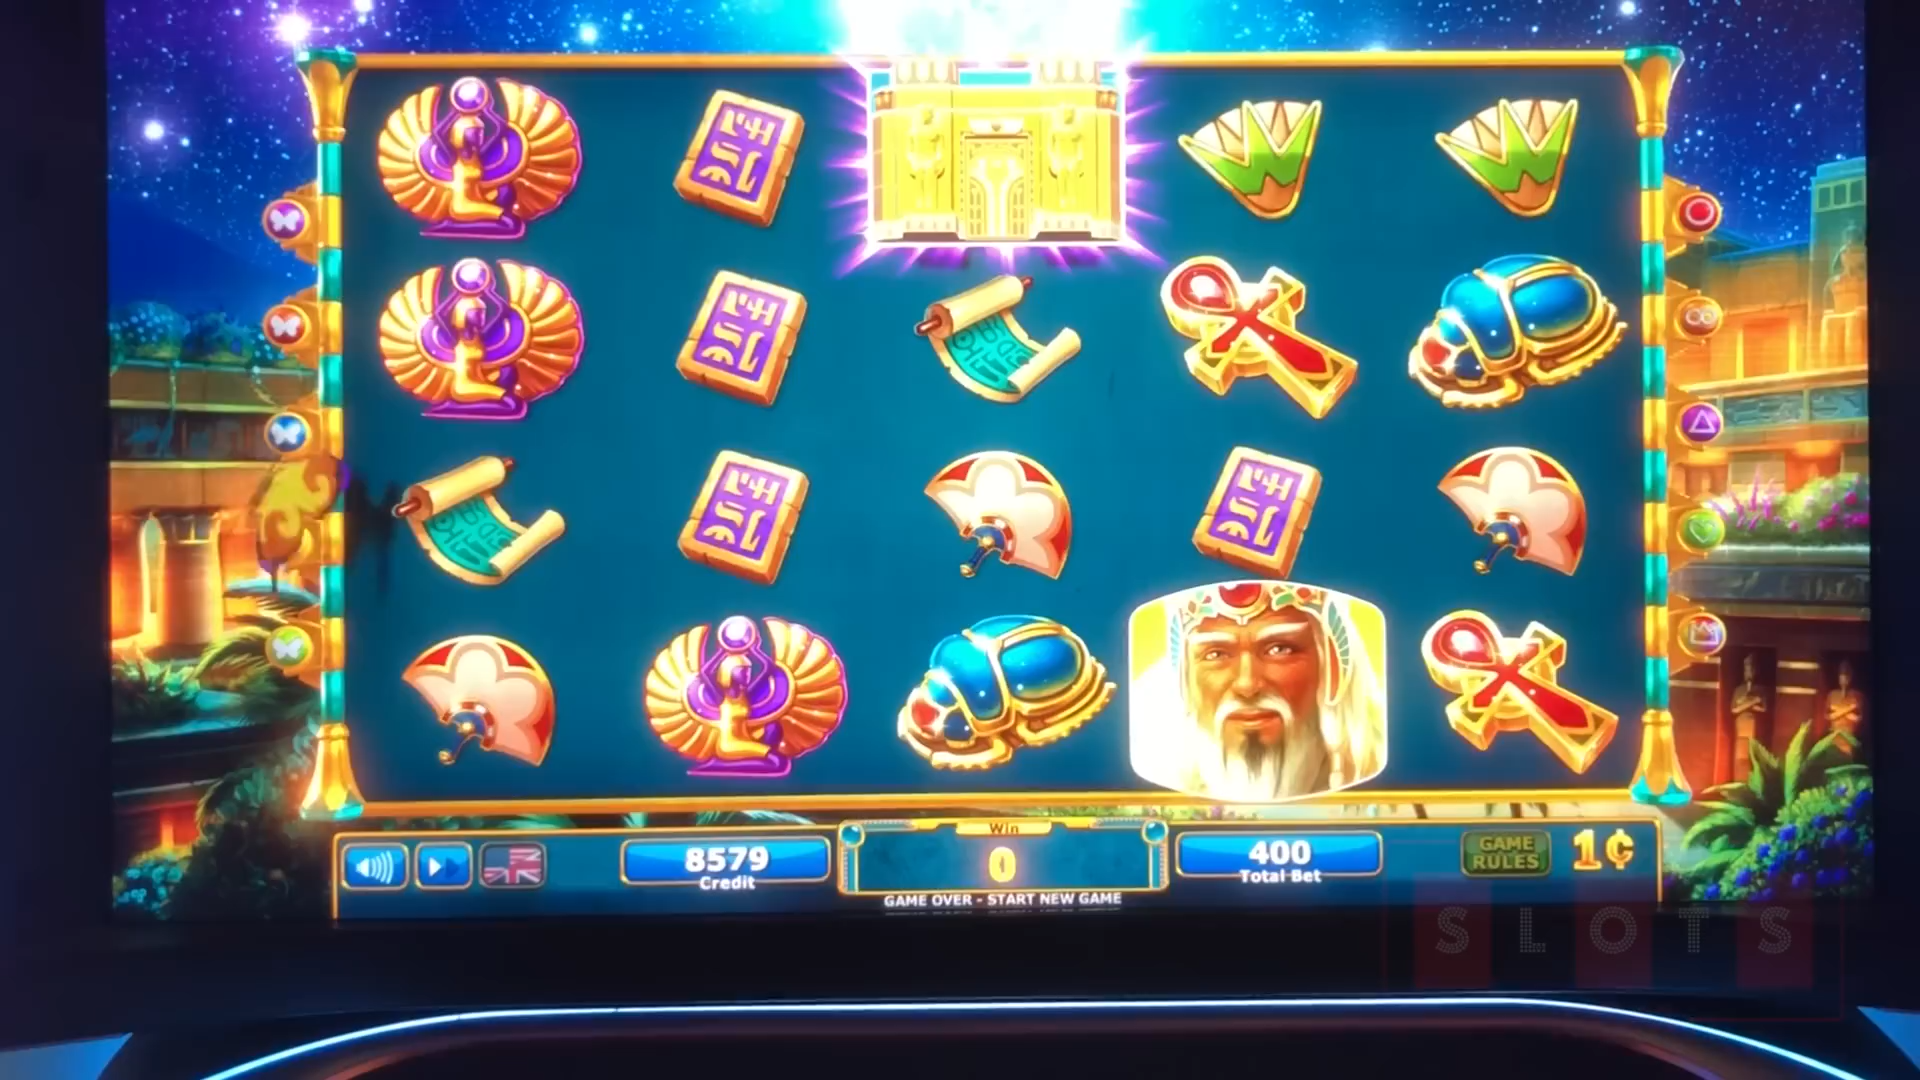 Win
8579
0
400
GAME
RULES
1¢
Credit
Total Bet
GAME OVER - START NEW GAME
SLOTS